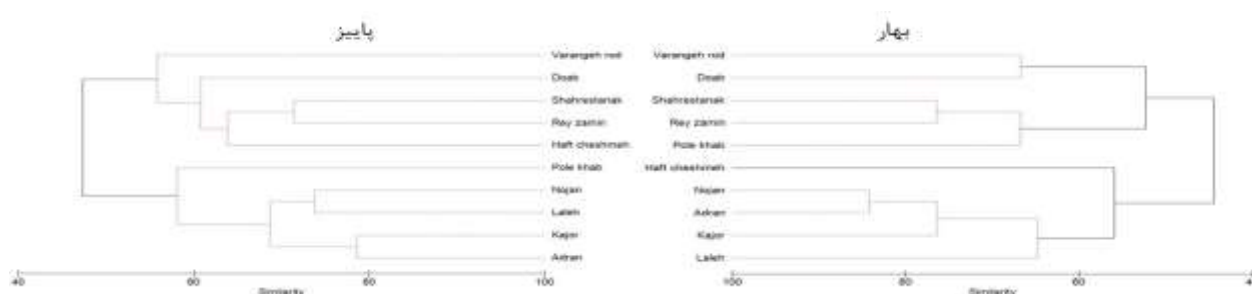 پاییز
بهار
Varangeh rod
Doab
Shahrestanak
Rey zamin
Haft cheshmeh
Pole khab
Nojan
Laleh
Kajor
Adran
40
60
80
100
Similarity
Varangeh rod
Doab
Shahrestanak
Rey zamin
Pole khab
Haft cheshmeh
Nojan
Adran
Kajor
Laleh
100
80
60
40
Similarity